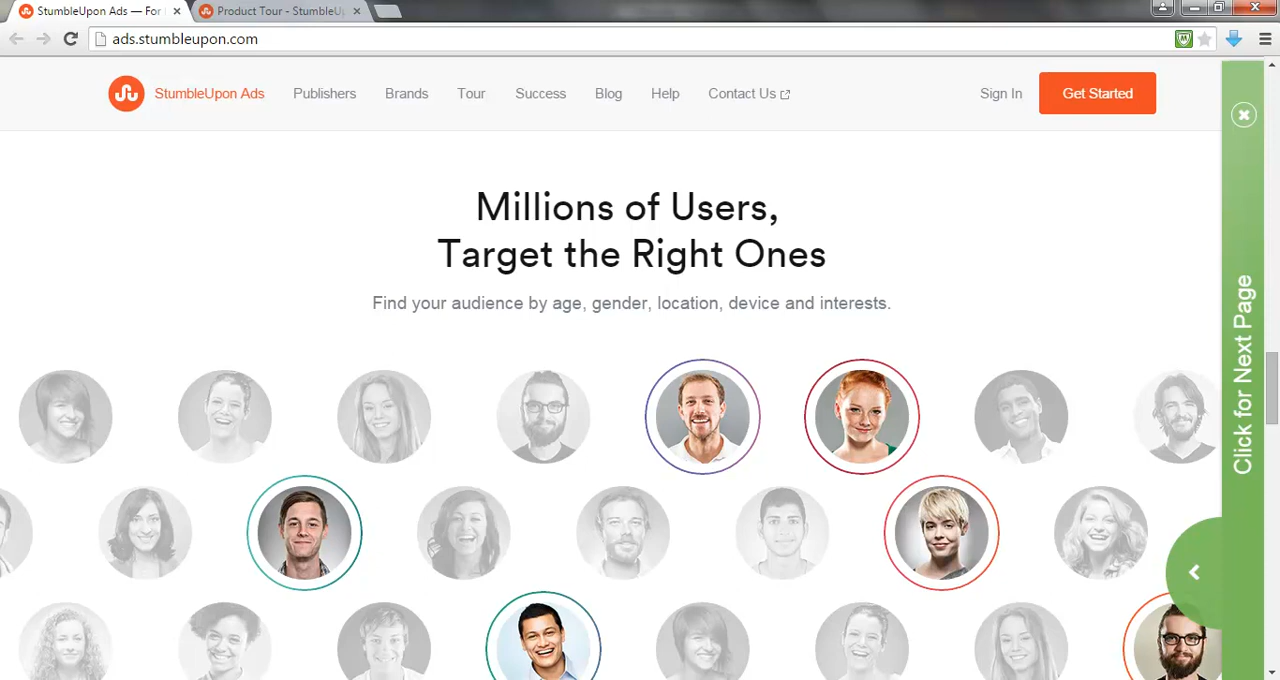 StumbleUpon Ads — For
Product Tour - StumbleU
ads.stumbleupon.com
StumbleUpon Ads
Publishers
Brands
Tour
Success
Blog
Help
Contact Us
Sign In
Get Started
Millions of Users,
Target the Right Ones
Find your audience by age, gender, location, device and interests.
Click for Next Page